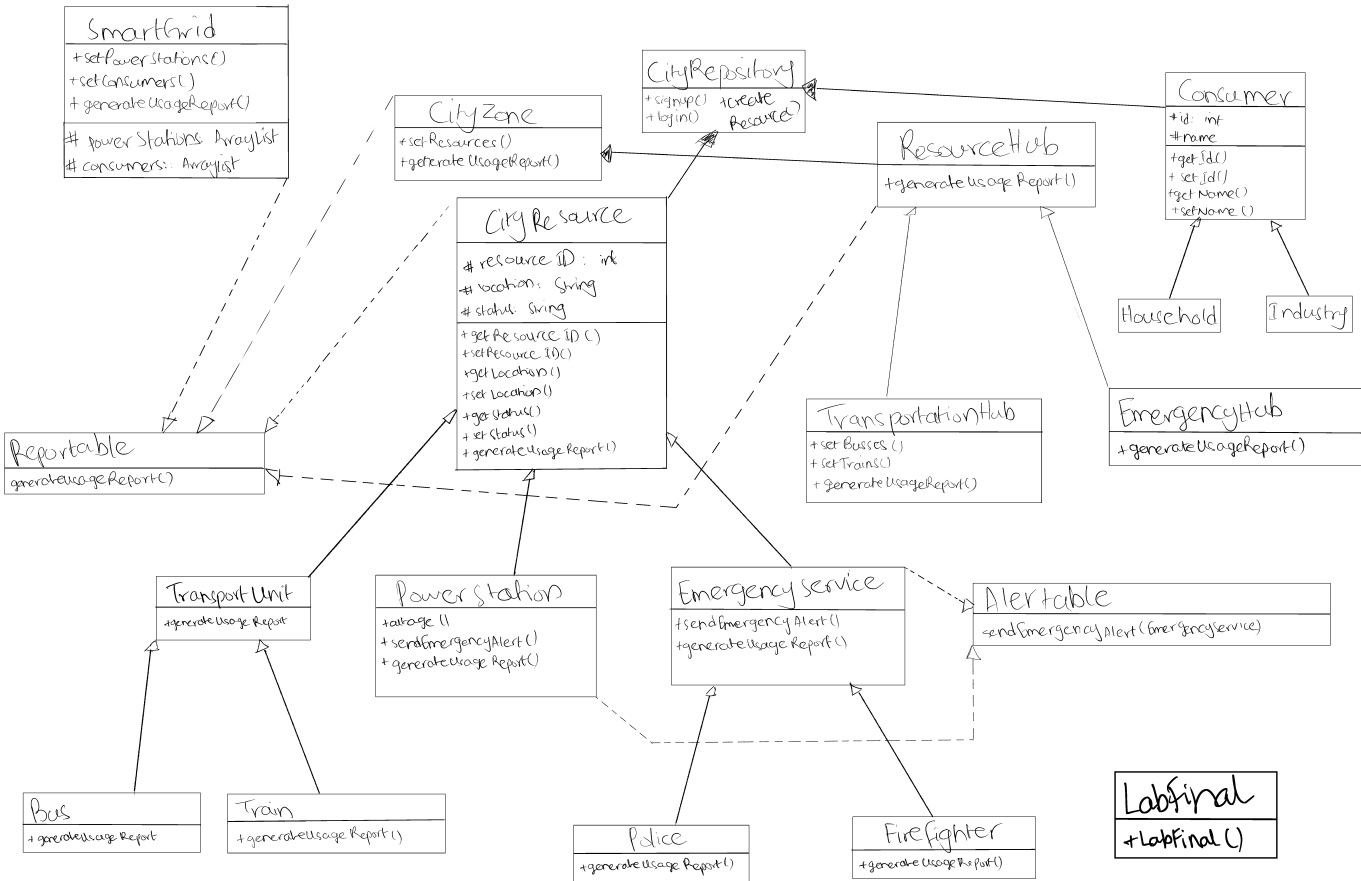 SmartGrid
+setPowerStations()
+setConsumers()
+ generateUsageReport()
# powerStations ArrayList
# consumers: Arraylist
CityZone
+setResources()
+generateUsageReport()
CityRepository
+signup() +create
+login() Resource()
ResourceHub
+generateUsageReport()
Consumer
#id: int
#name
+getId()
+ setId()
+getName()
+setName()
Household
Industry
CityResource
# resourceID: int
# location: String
# status: String
+getResourceID()
+setResourceID()
+getLocation()
+setLocation()
+getStatus()
+setStatus()
+ generateUsageReport()
TransportationHub
+setBusses()
+setTrains()
+ generateUsageReport()
EmergencyHub
+generateUsageReport()
Reportable
generateUsageReport()
TransportUnit
+generateUsageReport
PowerStation
+ sendEmergencyAlert()
+ generateUsageReport()
EmergencyService
+sendEmergencyAlert()
+generateUsageReport()
Alertable
sendEmergencyAlert(EmergencyService)
Bus
+ generateUsageReport
Train
+generateUsageReport()
Police
+generateUsageReport()
Firefighter
+generateUsageReport()
LabFinal
+LabFinal()